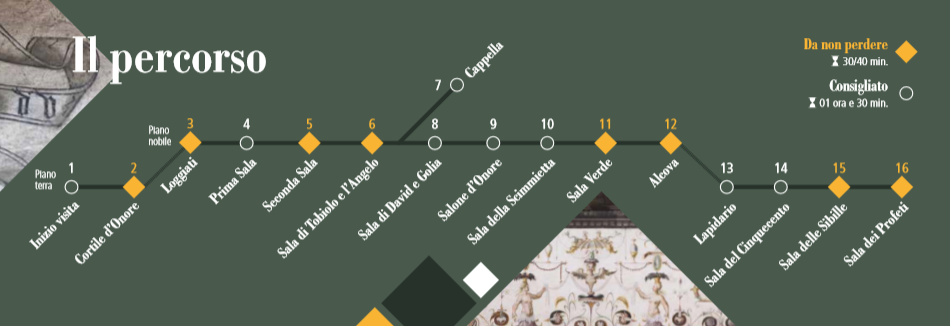 Il percorso
Da non perdere
30/40 min.
Consigliato
01 ora e 30 min.
Piano
terra
1
Inizio visita
2
Cortile d'Onore
Piano
nobile
3
Loggiati
4
Prima Sala
5
Seconda Sala
6
Sala di Tobiolo e l'Angelo
7
Cappella
8
Sala di David e Golia
9
Salone d'Onore
10
Sala della Scimmietta
11
Sala Verde
12
Alcova
13
Lapidario
14
Sala del Cinquecento
15
Sala delle Sibille
16
Sala dei Profeti